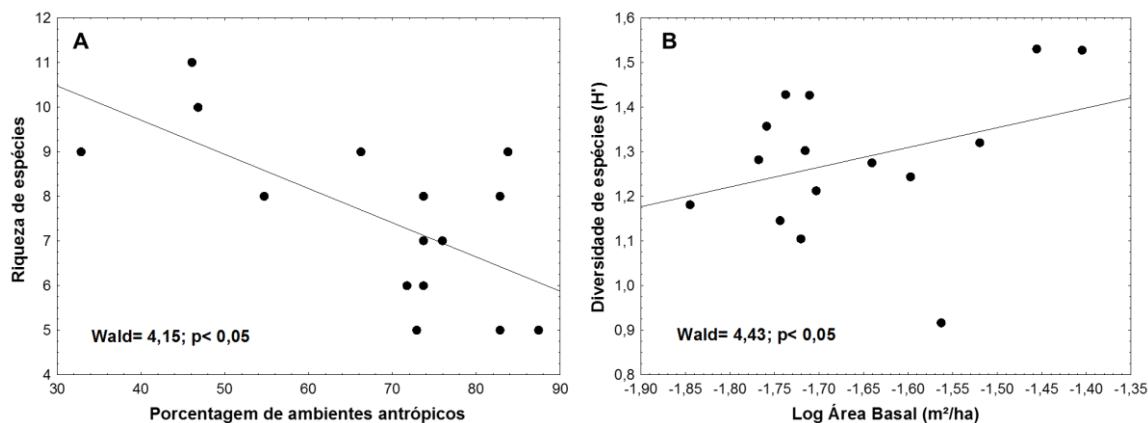 A
Riqueza de espécies
12
11
10
9
8
7
6
5
4
Wald= 4,15; p< 0,05
30 40 50 60 70 80 90
Porcentagem de ambientes antrópicos
B
Diversidade de espécies (H')
1,6'
1,5
1,4
1,3
1,2
1,1
1,0
0,9
0,8
Wald= 4,43; p< 0,05
-1,90 -1,85 -1,80 -1,75 -1,70 -1,65 -1,60 -1,55 -1,50 -1,45 -1,40 -1,35
Log Área Basal (m²/ha)